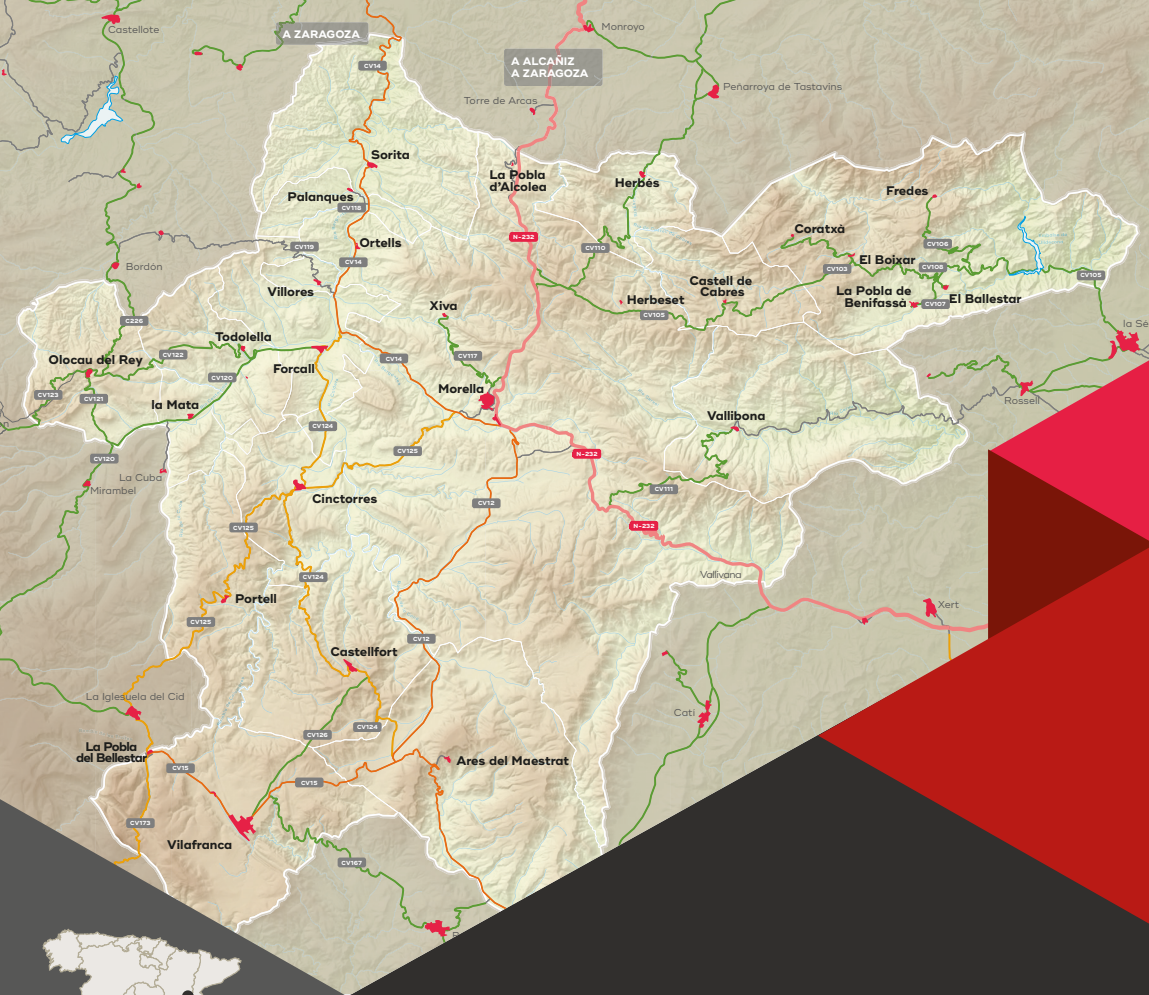 Castellote
A ZARAGOZA
Monroyo
A ALCAÑIZ
A ZARAGOZA
CV14
Peñarroya de Tastavins
Torre de Arcas
Sorita
La Pobla
d'Alcolea
Herbés
Palanques
Fredes
CV118
Coratxà
N-232
Ortells
CV119
CV110
CV106
CV14
El Boixar
Bordón
CV103
CV108
CV105
Villores
Castell de
Cabres
La Pobla de
Benifassà
CV107
El Ballestar
Xiva
Herbeset
CV105
C226
la Sé
Todolella
CV122
CV117
Olocau del Rey
CV14
Forcall
CV120
Morella
CV123
CV121
Rossell
la Mata
Vallibona
n
CV124
CV125
N-232
CV120
La Cuba
Mirambel
CV111
Cinctorres
CV12
CV125
N-232
CV124
Vallivana
Portell
Xert
CV125
CV12
Castellfort
La Iglesuela del Cid
Catí
CV124
CV126
La Pobla
del Bellestar
Ares del Maestrat
CV15
CV15
CV173
Vilafranca
CV167